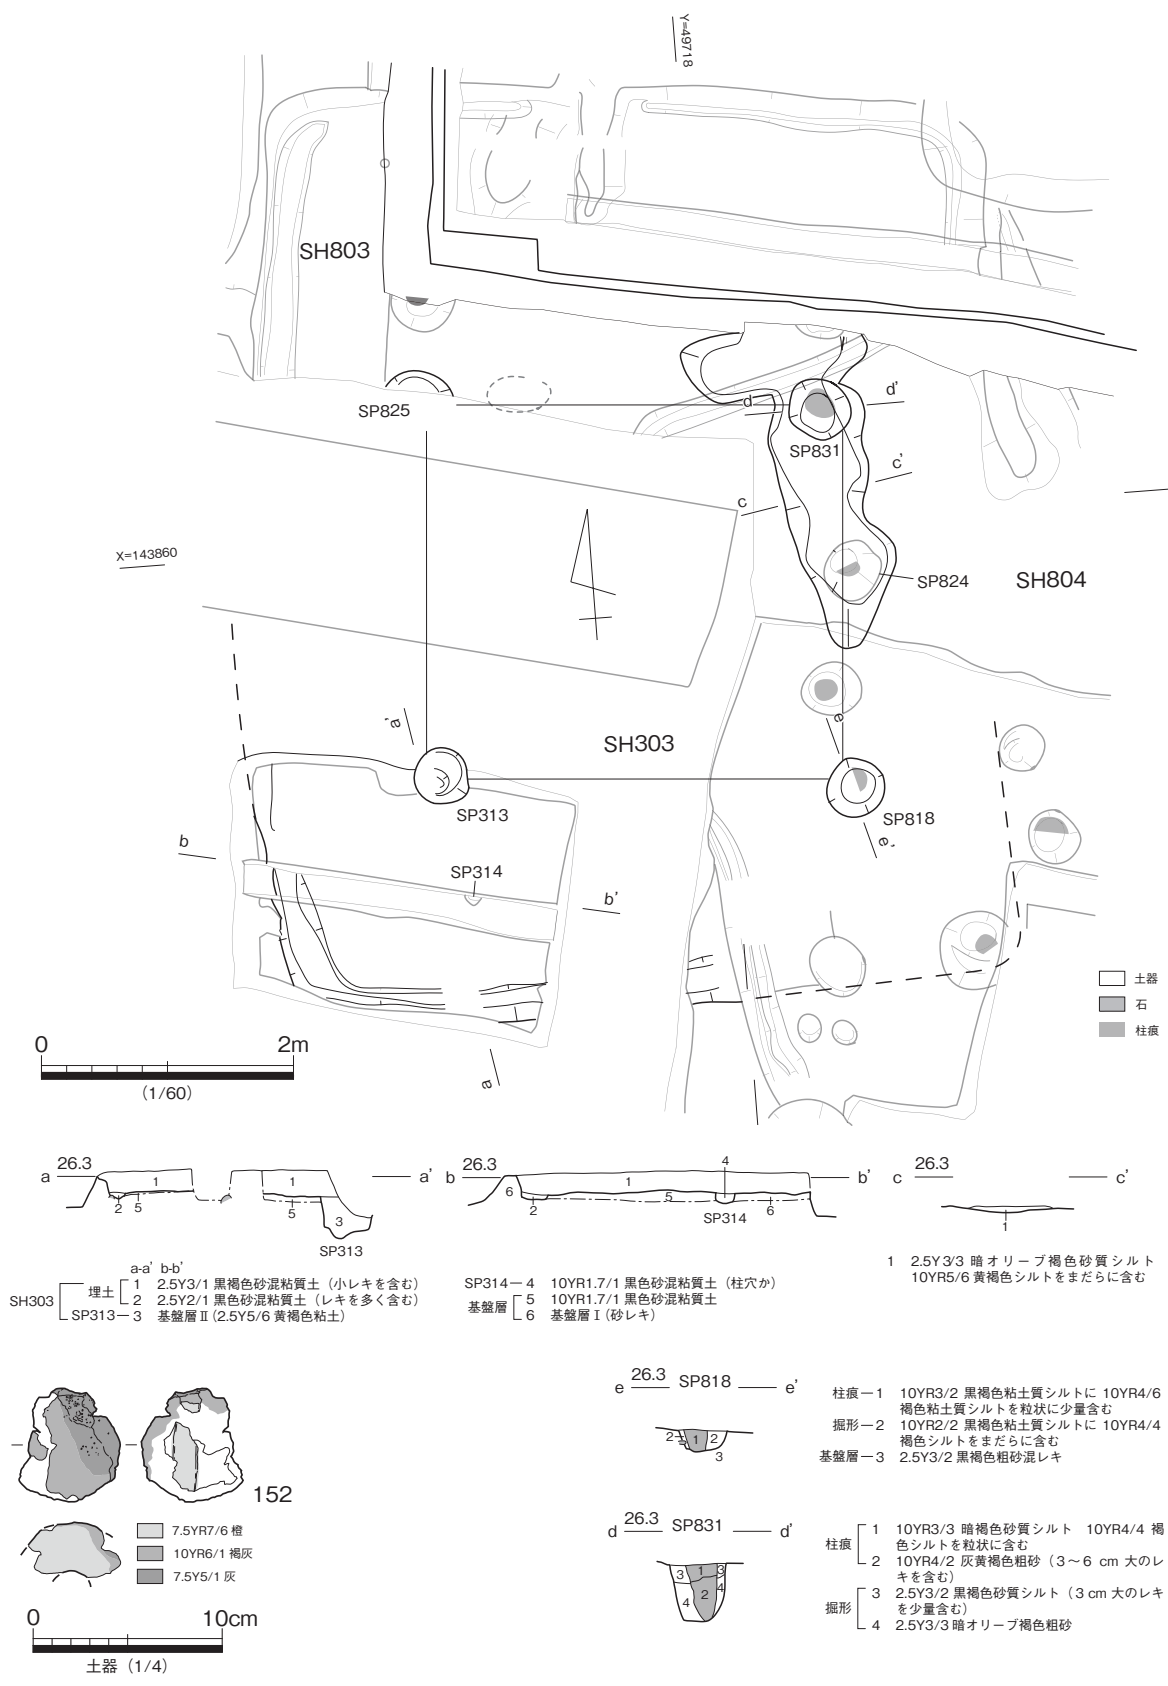 Y=49718
SH803
SP825
d
d'
SP831
c'
c
X=143860
SP824
SH804
a'
e
SH303
SP313
SP818
e'
b
SP314
b'
土器
石
柱痕
0 2m
(1/60)
a
a 26.3 a'
1 1
2 5 5 3
SP313
b 26.3 b'
4
6 1
2 5 6
SP314
c 26.3 c'
1
a-a' b-b'
SH303
埋土
1 2.5Y3/1 黒褐色砂混粘質土(小レキを含む)
2 2.5Y2/1 黒色砂混粘質土(レキを多く含む)
SP313－3 基盤層Ⅱ(2.5Y5/6 黄褐色粘土)
SP314－4 10YR1.7/1 黒色砂混粘質土(柱穴か)
基盤層
5 10YR1.7/1 黒色砂混粘質土
6 基盤層Ⅰ(砂レキ)
1 2.5Y3/3 暗オリーブ褐色砂質シルト
10YR5/6 黄褐色シルトをまだらに含む
e 26.3 SP818 e'
2 1 2
3
柱痕－1 10YR3/2 黒褐色粘土質シルトに 10YR4/6
褐色粘土質シルトを粒状に少量含む
掘形－2 10YR2/2 黒褐色粘土質シルトに 10YR4/4
褐色シルトをまだらに含む
基盤層－3 2.5Y3/2 黒褐色粗砂混レキ
152
7.5YR7/6 橙
10YR6/1 褐灰
7.5Y5/1 灰
0 10cm
土器(1/4)
d 26.3 SP831 d'
3 1 3
4 2 4
柱痕
1 10YR3/3 暗褐色砂質シルト 10YR4/4 褐
色シルトを粒状に含む
2 10YR4/2 灰黄褐色粗砂(3～6 cm 大のレ
キを含む)
掘形
3 2.5Y3/2 黒褐色砂質シルト(3 cm 大のレキ
を少量含む)
4 2.5Y3/3 暗オリーブ褐色粗砂